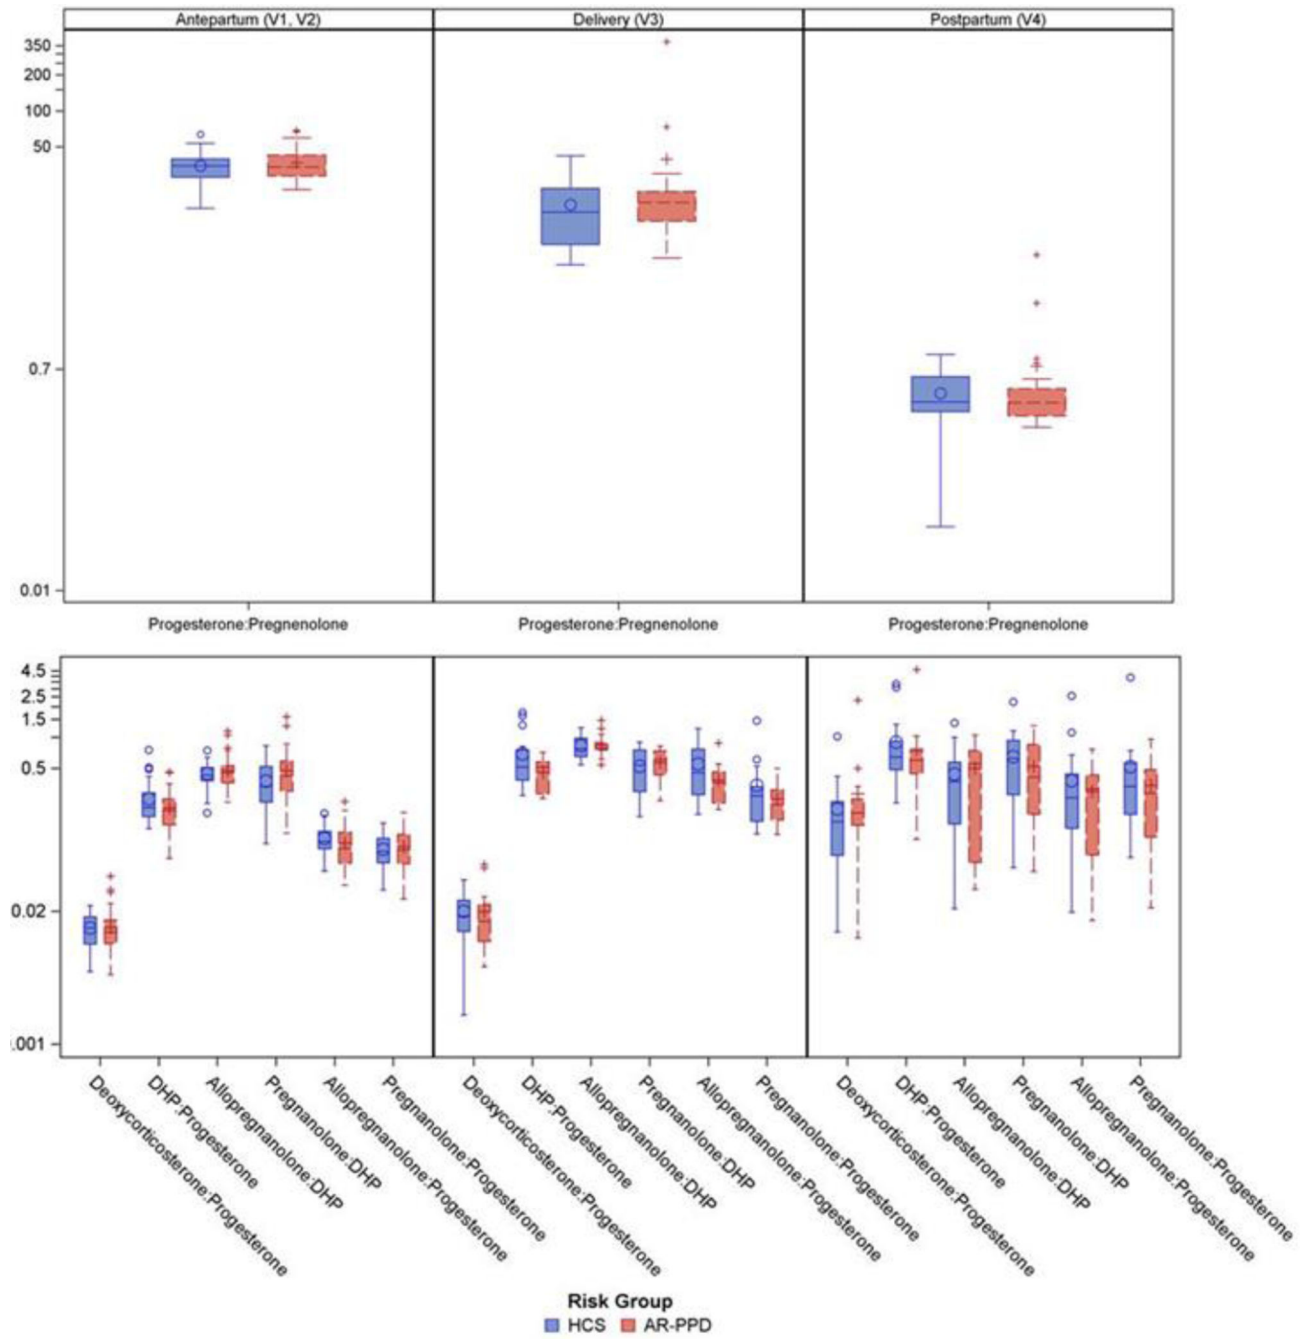 Antepartum (V1, V2) Delivery (V3) Postpartum (V4)
350
200
100
50
0.7
0.01
Progesterone:Pregnenolone Progesterone:Pregnenolone Progesterone:Pregnenolone
4.5
2.5
1.5
0.5
0.02
.001
Deoxycorticosterone:Progesterone
DHP:Progesterone
Allopregnanolone:DHP
Pregnanolone:DHP
Allopregnanolone:Progesterone
Pregnanolone:Progesterone
Deoxycorticosterone:Progesterone
DHP:Progesterone
Allopregnanolone:DHP
Pregnanolone:DHP
Allopregnanolone:Progesterone
Pregnanolone:Progesterone
Deoxycorticosterone:Progesterone
DHP:Progesterone
Allopregnanolone:DHP
Pregnanolone:DHP
Allopregnanolone:Progesterone
Pregnanolone:Progesterone
Risk Group
HCS AR-PPD